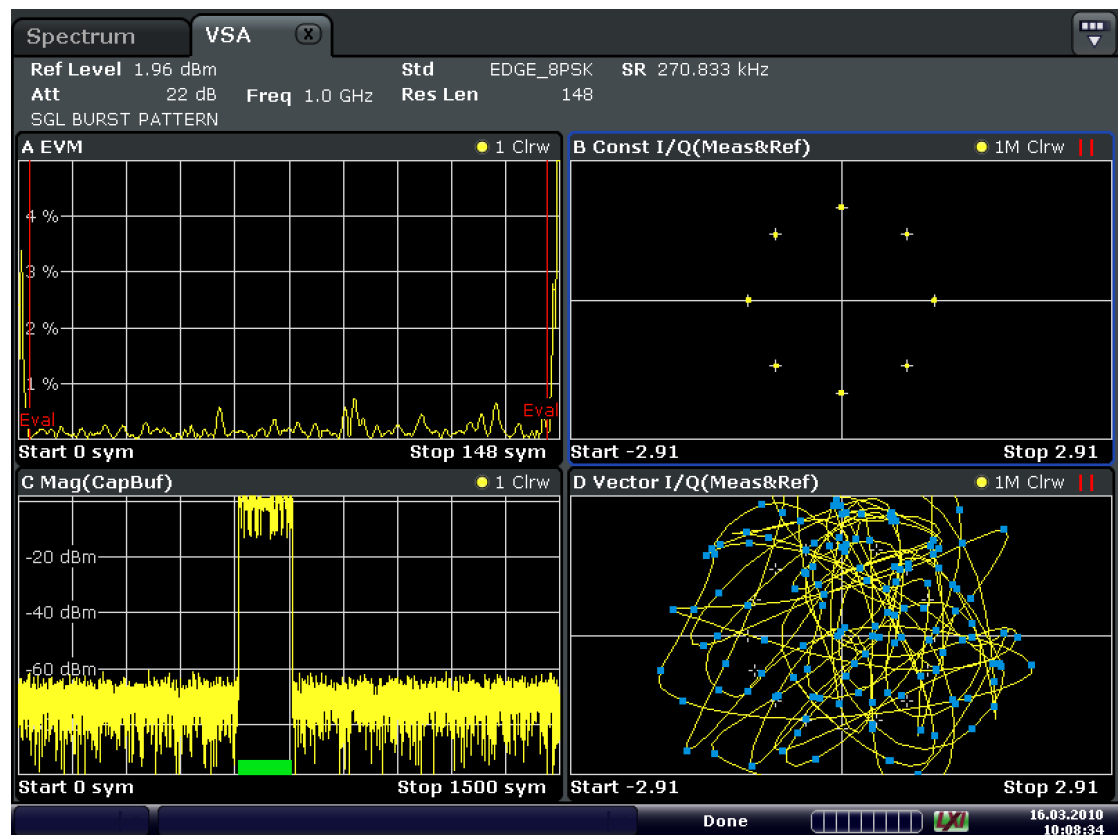 Spectrum VSA X
Ref Level 1.96 dBm Std EDGE_8PSK SR 270.833 kHz
Att 22 dB Freq 1.0 GHz Res Len 148
SGL BURST PATTERN
A EVM 1 Clrw
4 %
3 %
2 %
1 %
Eval Eval
Start 0 sym Stop 148 sym
B Const I/Q(Meas&Ref) 1M Clrw
Start -2.91 Stop 2.91
C Mag(CapBuf) 1 Clrw
-20 dBm
-40 dBm
-60 dBm
Start 0 sym Stop 1500 sym
D Vector I/Q(Meas&Ref) 1M Clrw
Start -2.91 Stop 2.91
Done LXI 16.03.2010
10:08:34